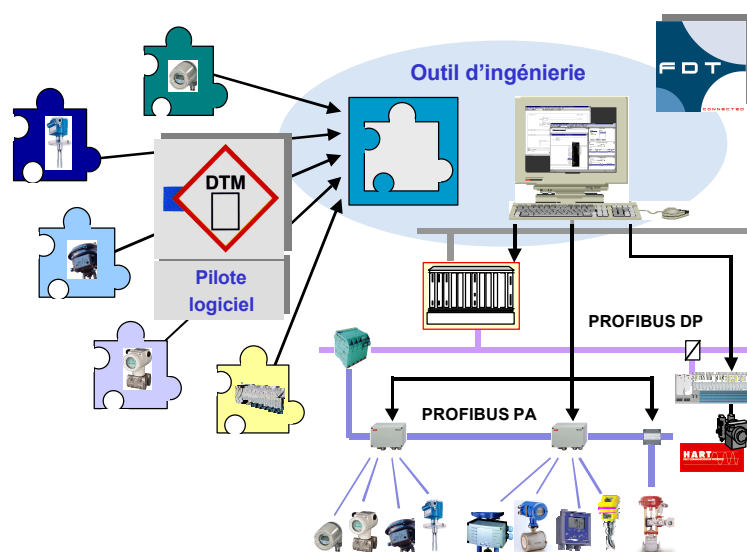 Outil d'ingénierie
FDT
CONNECTED
DTM
Pilote
logiciel
PROFIBUS DP
PROFIBUS PA
HART